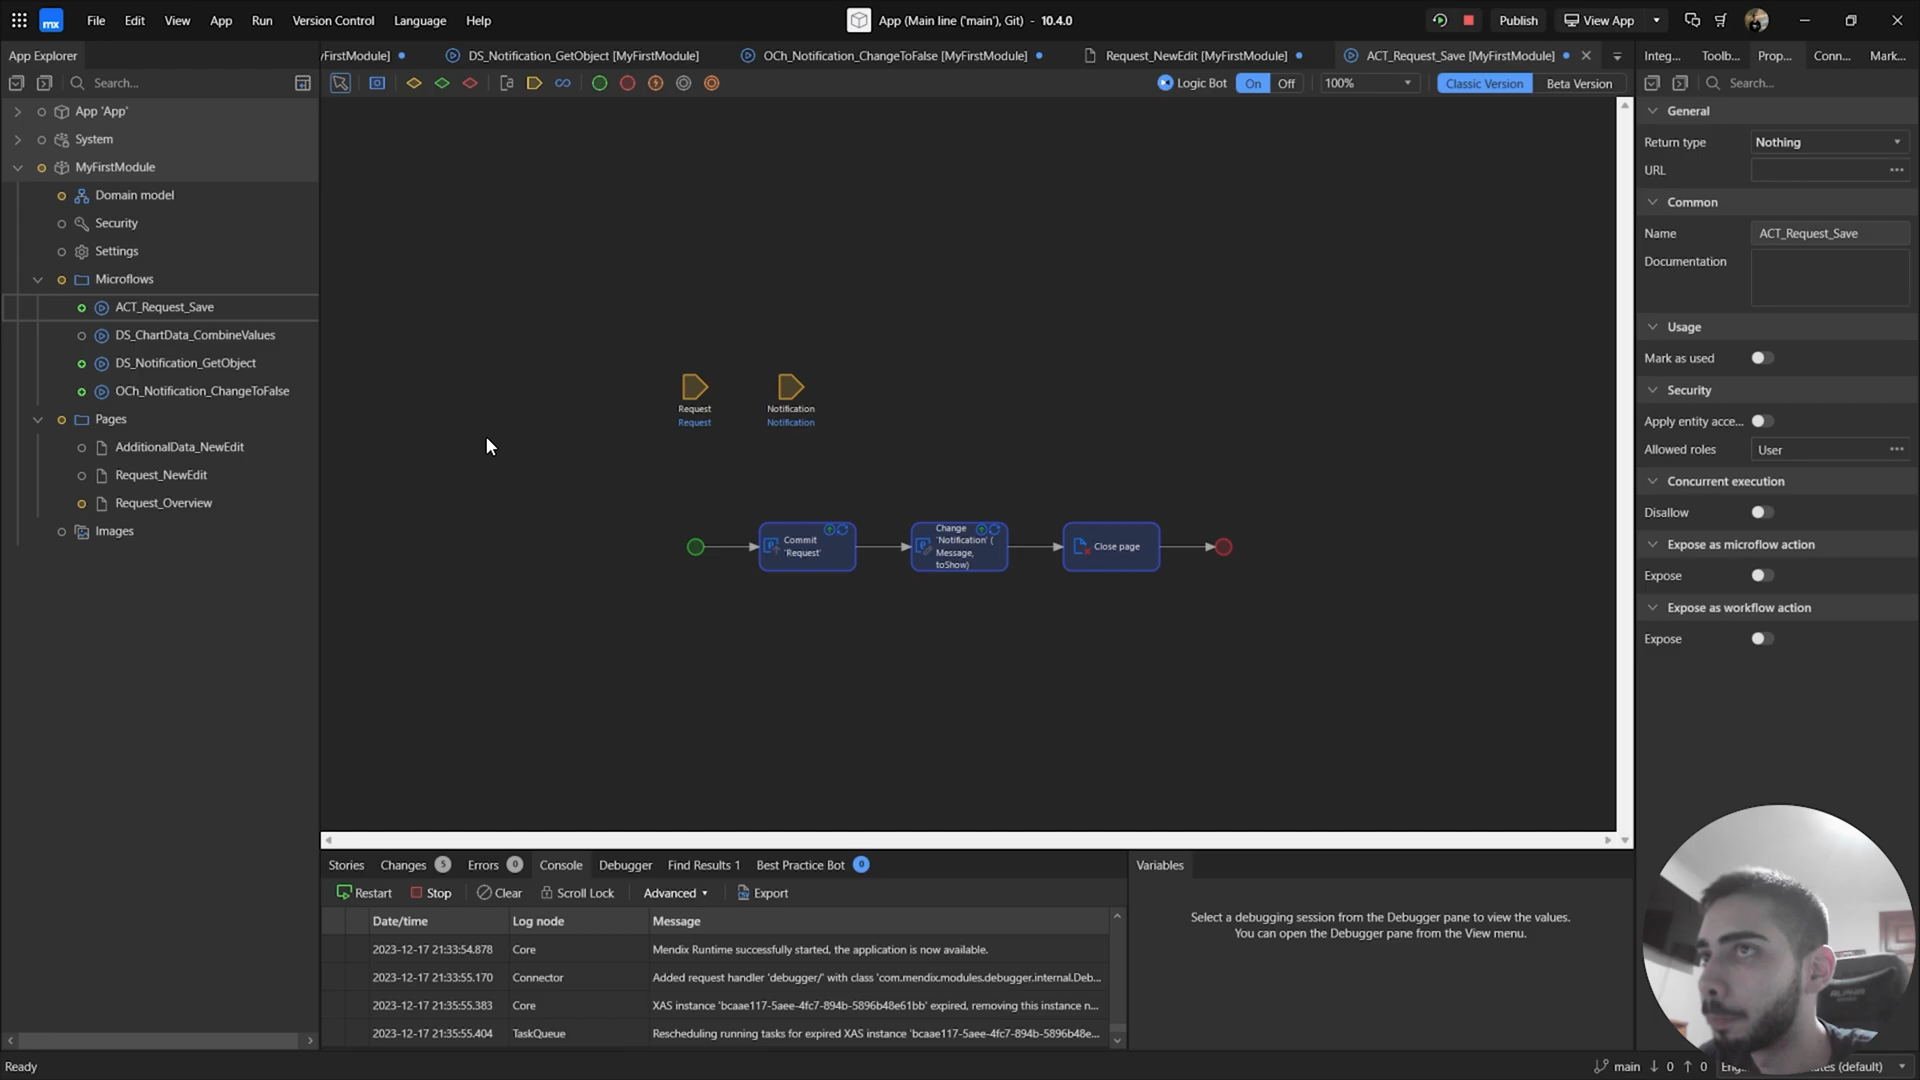 mx File Edit View App Run Version Control Language Help
App (Main line ('main'), Git) - 10.4.0
Publish View App
App Explorer
Search...
App 'App'
System
MyFirstModule
Domain model
Security
Settings
Microflows
ACT_Request_Save
DS_ChartData_CombineValues
DS_Notification_GetObject
OCh_Notification_ChangeToFalse
Pages
AdditionalData_NewEdit
Request_NewEdit
Request_Overview
Images
yFirstModule] DS_Notification_GetObject [MyFirstModule] OCh_Notification_ChangeToFalse [MyFirstModule] Request_NewEdit [MyFirstModule] ACT_Request_Save [MyFirstModule]
Logic Bot On Off 100% Classic Version Beta Version
Request
Request
Notification
Notification
Commit
'Request'
Change
'Notification' (
Message,
toShow)
Close page
Integ... Toolb... Prop... Conn... Mark...
Search...
General
Return type Nothing
URL ...
Common
Name ACT_Request_Save
Documentation
Usage
Mark as used
Security
Apply entity acce...
Allowed roles User ...
Concurrent execution
Disallow
Expose as microflow action
Expose
Expose as workflow action
Expose
Stories Changes 5 Errors 0 Console Debugger Find Results 1 Best Practice Bot 0
Restart Stop Clear Scroll Lock Advanced Export
Date/time Log node Message
2023-12-17 21:33:54.878 Core Mendix Runtime successfully started, the application is now available.
2023-12-17 21:33:55.170 Connector Added request handler 'debugger/' with class 'com.mendix.modules.debugger.internal.Deb...
2023-12-17 21:35:55.383 Core XAS instance 'bcaae117-5aee-4fc7-894b-5896b48e61bb' expired, removing this instance n...
2023-12-17 21:35:55.404 TaskQueue Rescheduling running tasks for expired XAS instance 'bcaae117-5aee-4fc7-894b-5896b48e...
Variables
Select a debugging session from the Debugger pane to view the values.
You can open the Debugger pane from the View menu.
Ready
main 0 0 (default)